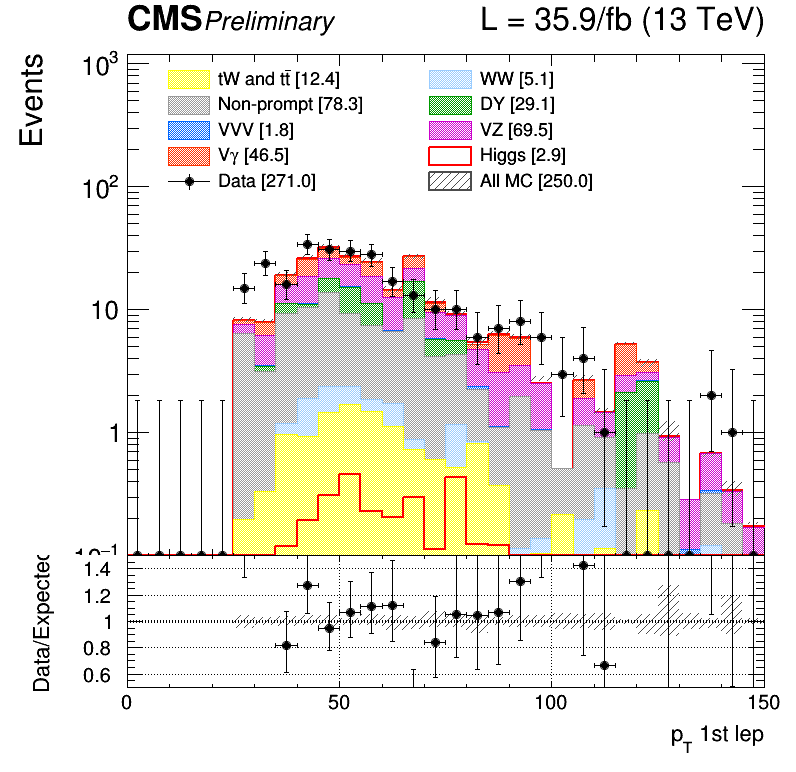 CMS Preliminary L = 35.9/fb (13 TeV)
Events
10³
10²
10
1
10⁻¹
tW and tt̄ [12.4]
Non-prompt [78.3]
VVV [1.8]
Vγ [46.5]
Data [271.0]
WW [5.1]
DY [29.1]
VZ [69.5]
Higgs [2.9]
All MC [250.0]
Data/Expected
1.4
1.2
1
0.8
0.6
0 50 100 150
p_T 1st lep